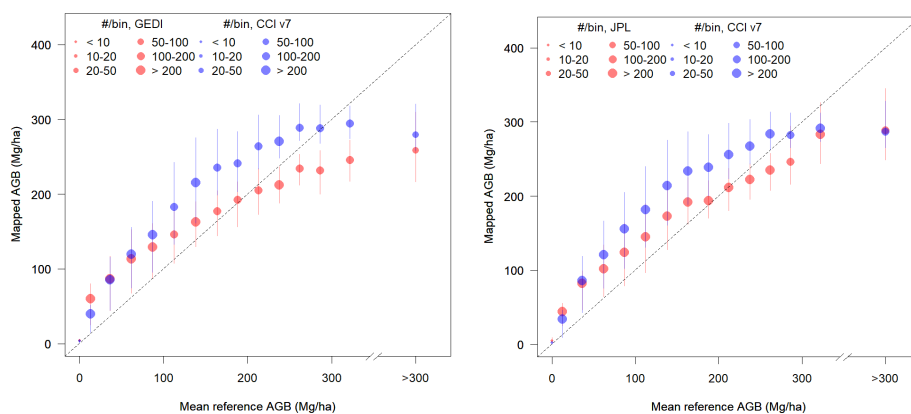 #/bin, GEDI #/bin, CCI v7
< 10 50-100 < 10 50-100
10-20 100-200 10-20 100-200
20-50 > 200 20-50 > 200
400
300
200
100
0
Mapped AGB (Mg/ha)
0 100 200 300 >300
Mean reference AGB (Mg/ha)
#/bin, JPL #/bin, CCI v7
< 10 50-100 < 10 50-100
10-20 100-200 10-20 100-200
20-50 > 200 20-50 > 200
400
300
200
100
0
Mapped AGB (Mg/ha)
0 100 200 300 >300
Mean reference AGB (Mg/ha)